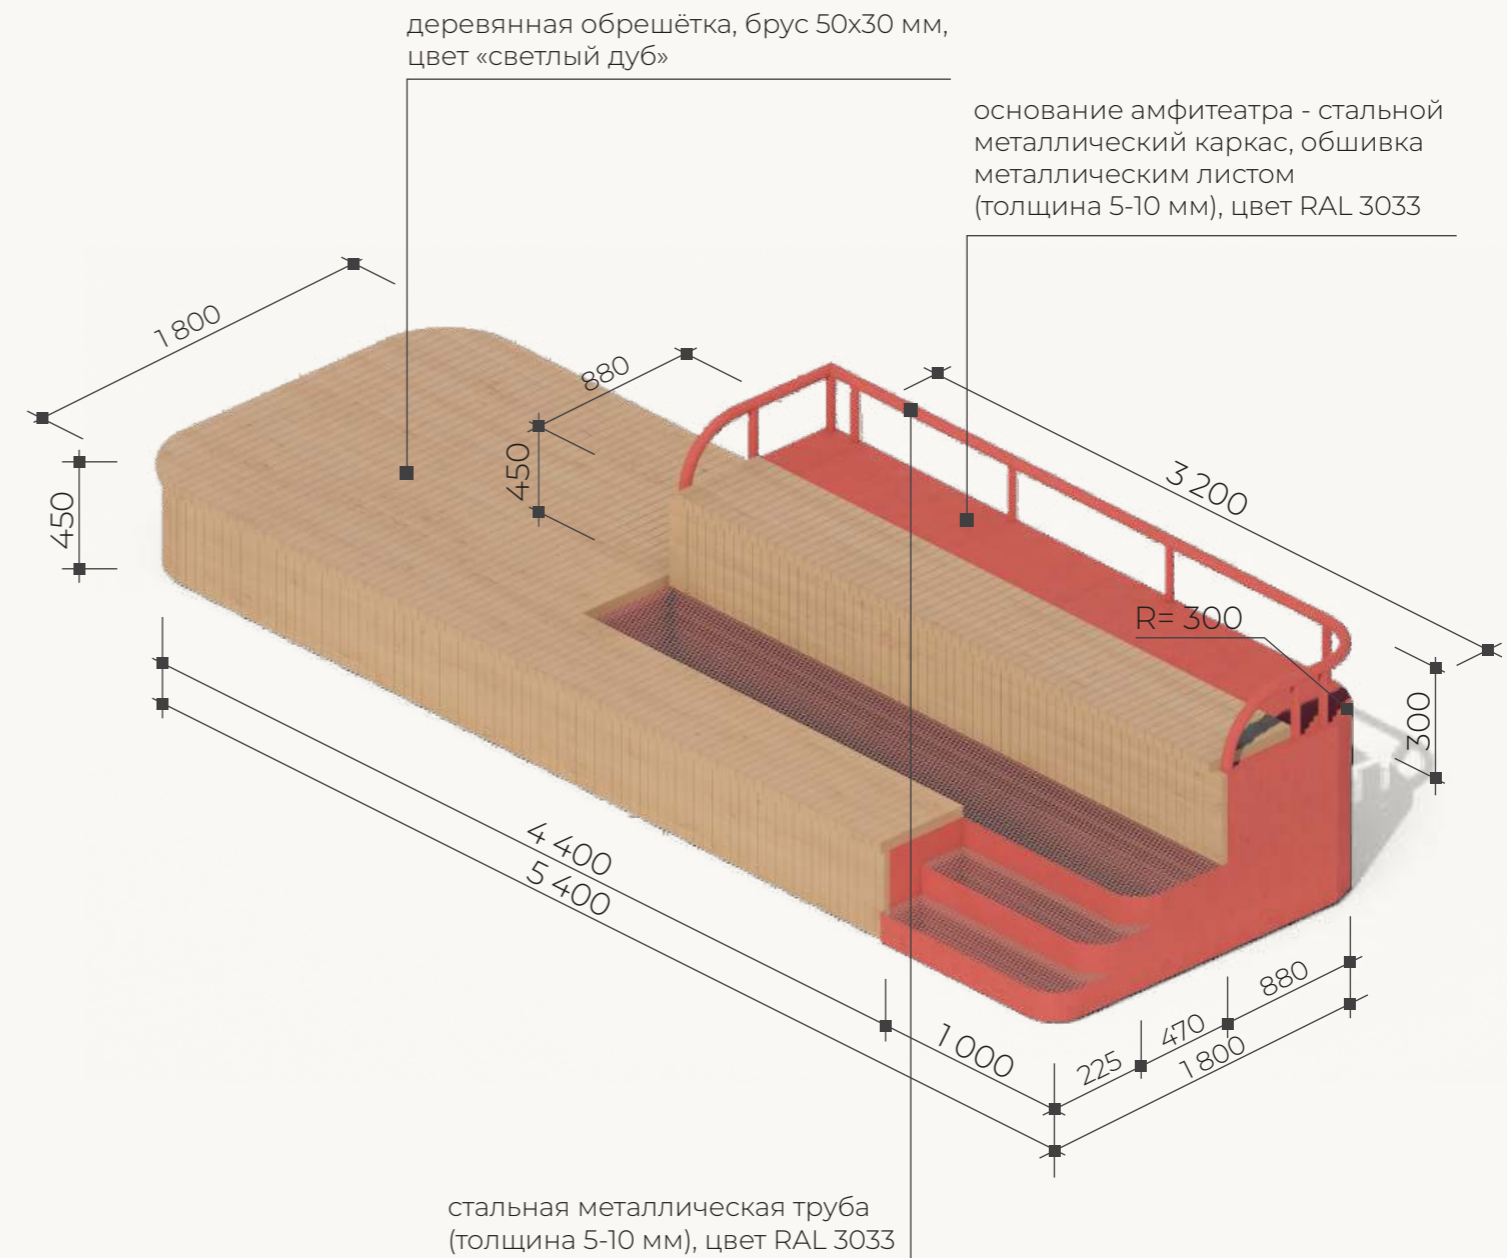 деревянная обрешётка, брус 50х30 мм,
цвет «светлый дуб»
основание амфитеатра - стальной
металлический каркас, обшивка
металлическим листом
(толщина 5-10 мм), цвет RAL 3033
1 800
880
450
450
3 200
R= 300
300
4 400
5 400
1 000
225
470
880
1 800
стальная металлическая труба
(толщина 5-10 мм), цвет RAL 3033